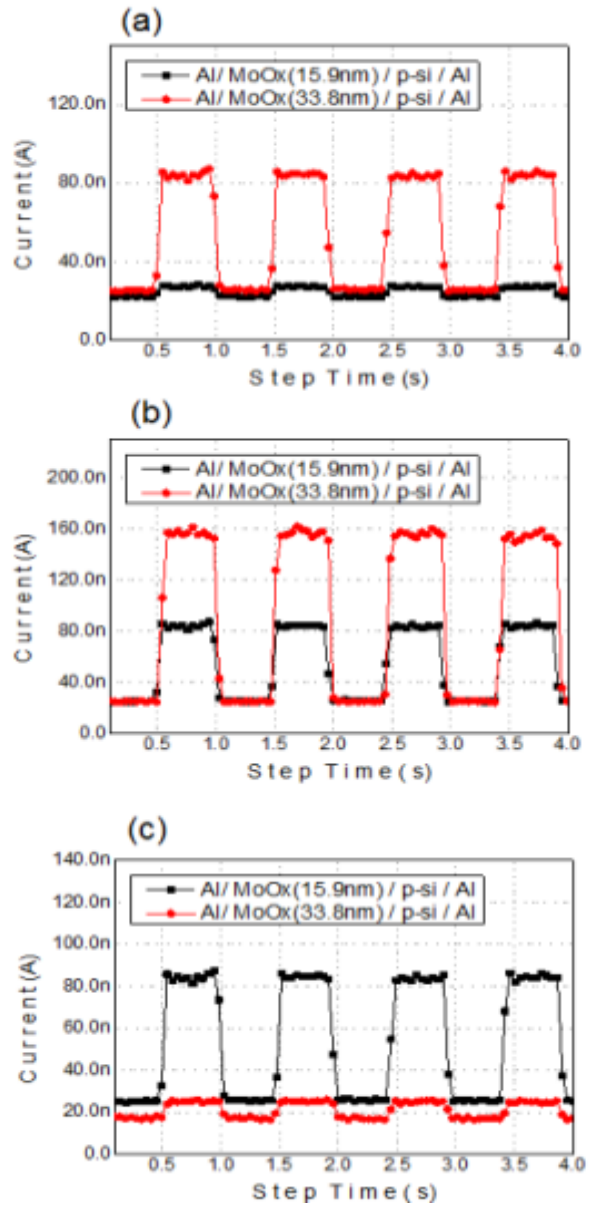 (a)
Al/ MoOx(15.9nm) / p-si / Al
Al/ MoOx(33.8nm) / p-si / Al
120.0n
80.0n
40.0n
0.0
Current(A)
0.5 1.0 1.5 2.0 2.5 3.0 3.5 4.0
Step Time(s)
(b)
Al/ MoOx(15.9nm) / p-si / Al
Al/ MoOx(33.8nm) / p-si / Al
200.0n
160.0n
120.0n
80.0n
40.0n
0.0
Current(A)
0.5 1.0 1.5 2.0 2.5 3.0 3.5 4.0
Step Time(s)
(c)
140.0n
Al/ MoOx(15.9nm) / p-si / Al
Al/ MoOx(33.8nm) / p-si / Al
120.0n
100.0n
80.0n
60.0n
40.0n
20.0n
0.0
Current(A)
0.5 1.0 1.5 2.0 2.5 3.0 3.5 4.0
Step Time(s)